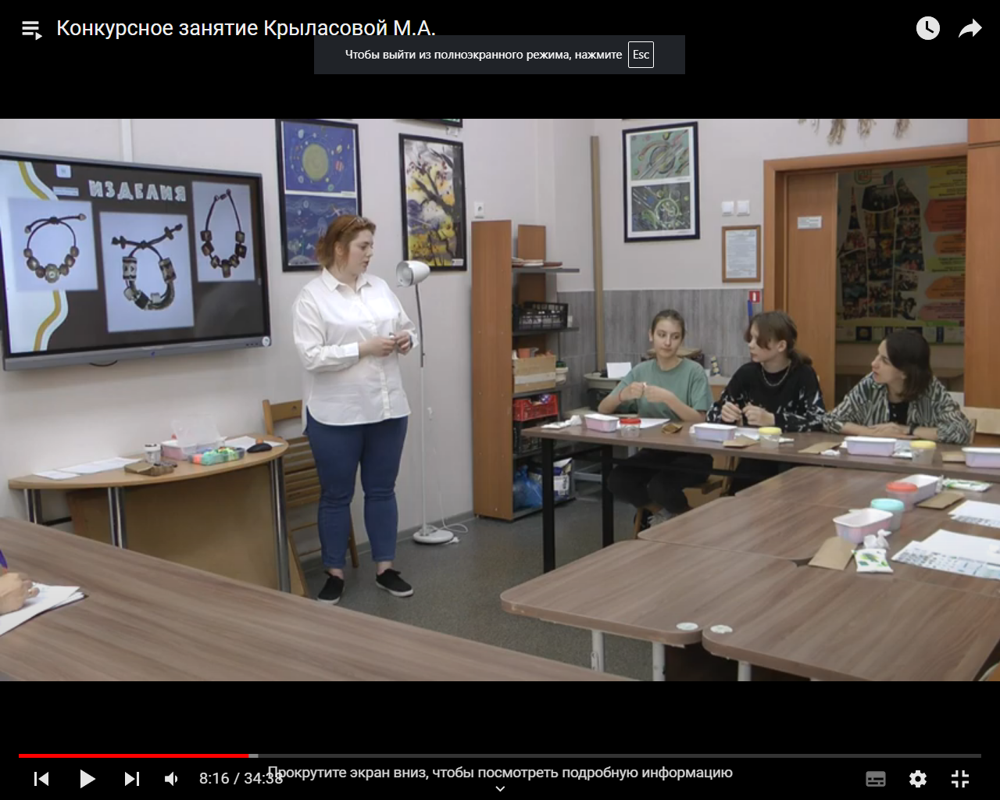 Конкурсное занятие Крыласовой М.А.
Чтобы выйти из полноэкранного режима, нажмите Esc
ИЗДЕЛИЯ
8:16 / 34:38
Прокрутите экран вниз, чтобы посмотреть подробную информацию